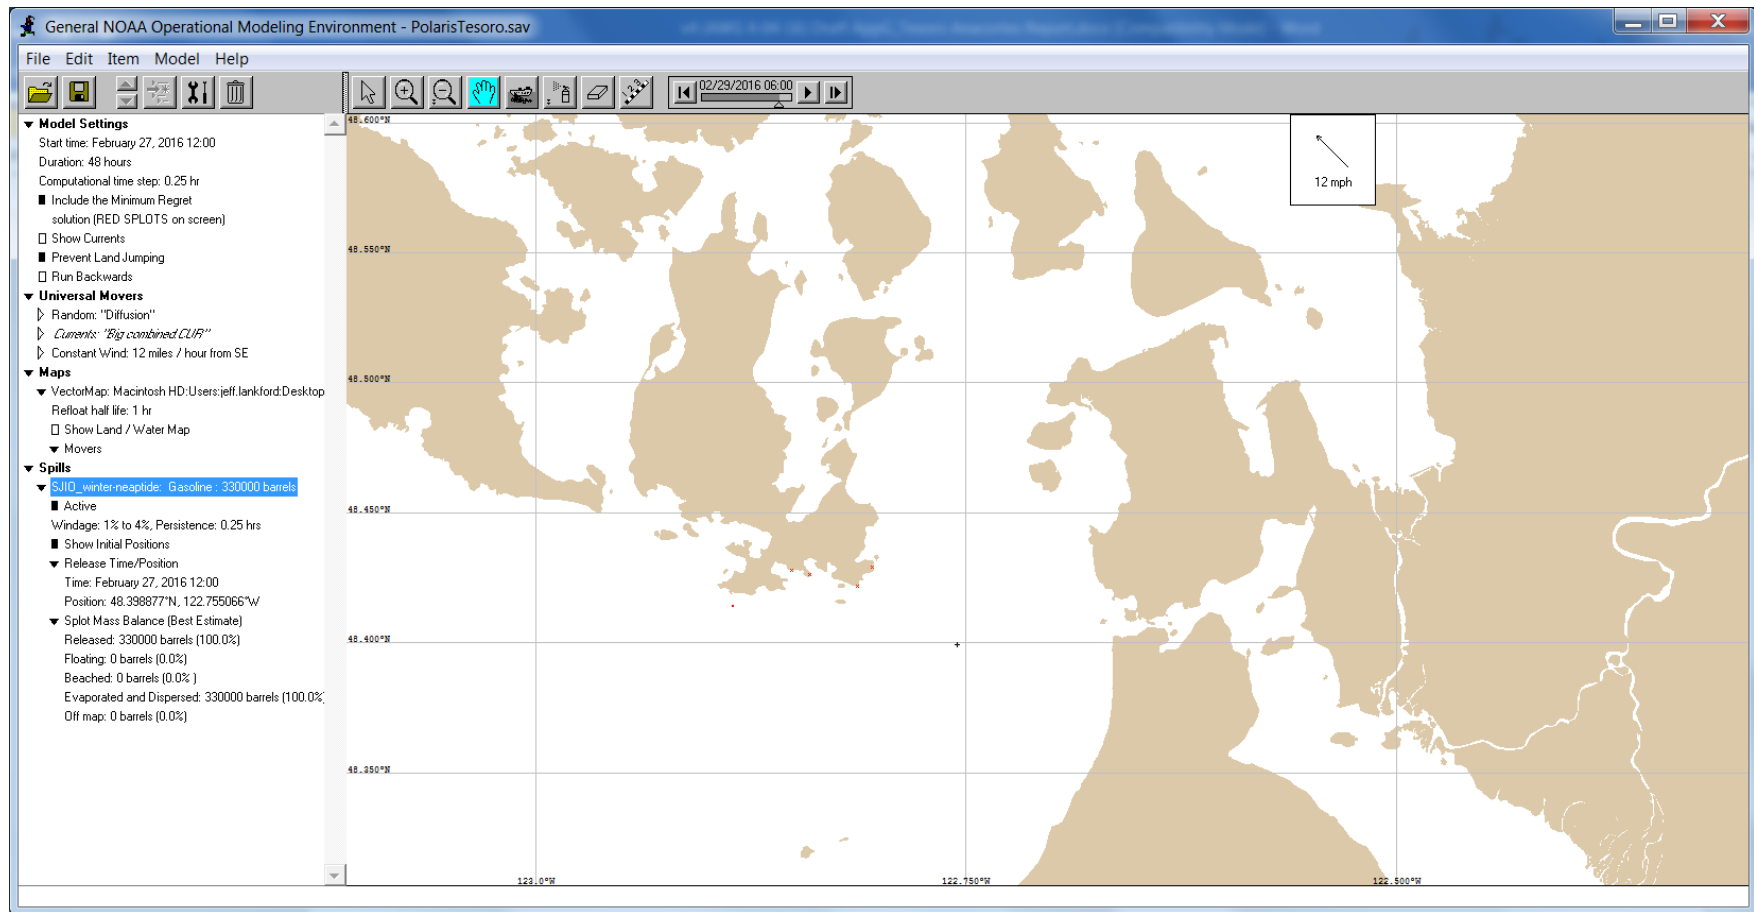 General NOAA Operational Modeling Environment - PolarisTesoro.sav
File Edit Item Model Help
02/29/2016 06:00
Model Settings
Start time: February 27, 2016 12:00
Duration: 48 hours
Computational time step: 0.25 hr
Include the Minimum Regret
solution (RED SPLOTS on screen)
Show Currents
Prevent Land Jumping
Run Backwards
Universal Movers
Random: "Diffusion"
Currents: "Big combined.CUR"
Constant Wind: 12 miles / hour from SE
Maps
VectorMap: Macintosh HD:Users:jeff.lankford:Desktop
Refloat half life: 1 hr
Show Land / Water Map
Movers
Spills
SJIO_winter-neaptide: Gasoline : 330000 barrels
Active
Windage: 1% to 4%, Persistence: 0.25 hrs
Show Initial Positions
Release Time/Position
Time: February 27, 2016 12:00
Position: 48.398877°N, 122.755066°W
Splot Mass Balance (Best Estimate)
Released: 330000 barrels (100.0%)
Floating: 0 barrels (0.0%)
Beached: 0 barrels (0.0% )
Evaporated and Dispersed: 330000 barrels (100.0%
Off map: 0 barrels (0.0%)
48.600°N
12 mph
48.550°N
48.500°N
48.450°N
48.400°N
48.350°N
123.0°W
122.750°W
122.500°W